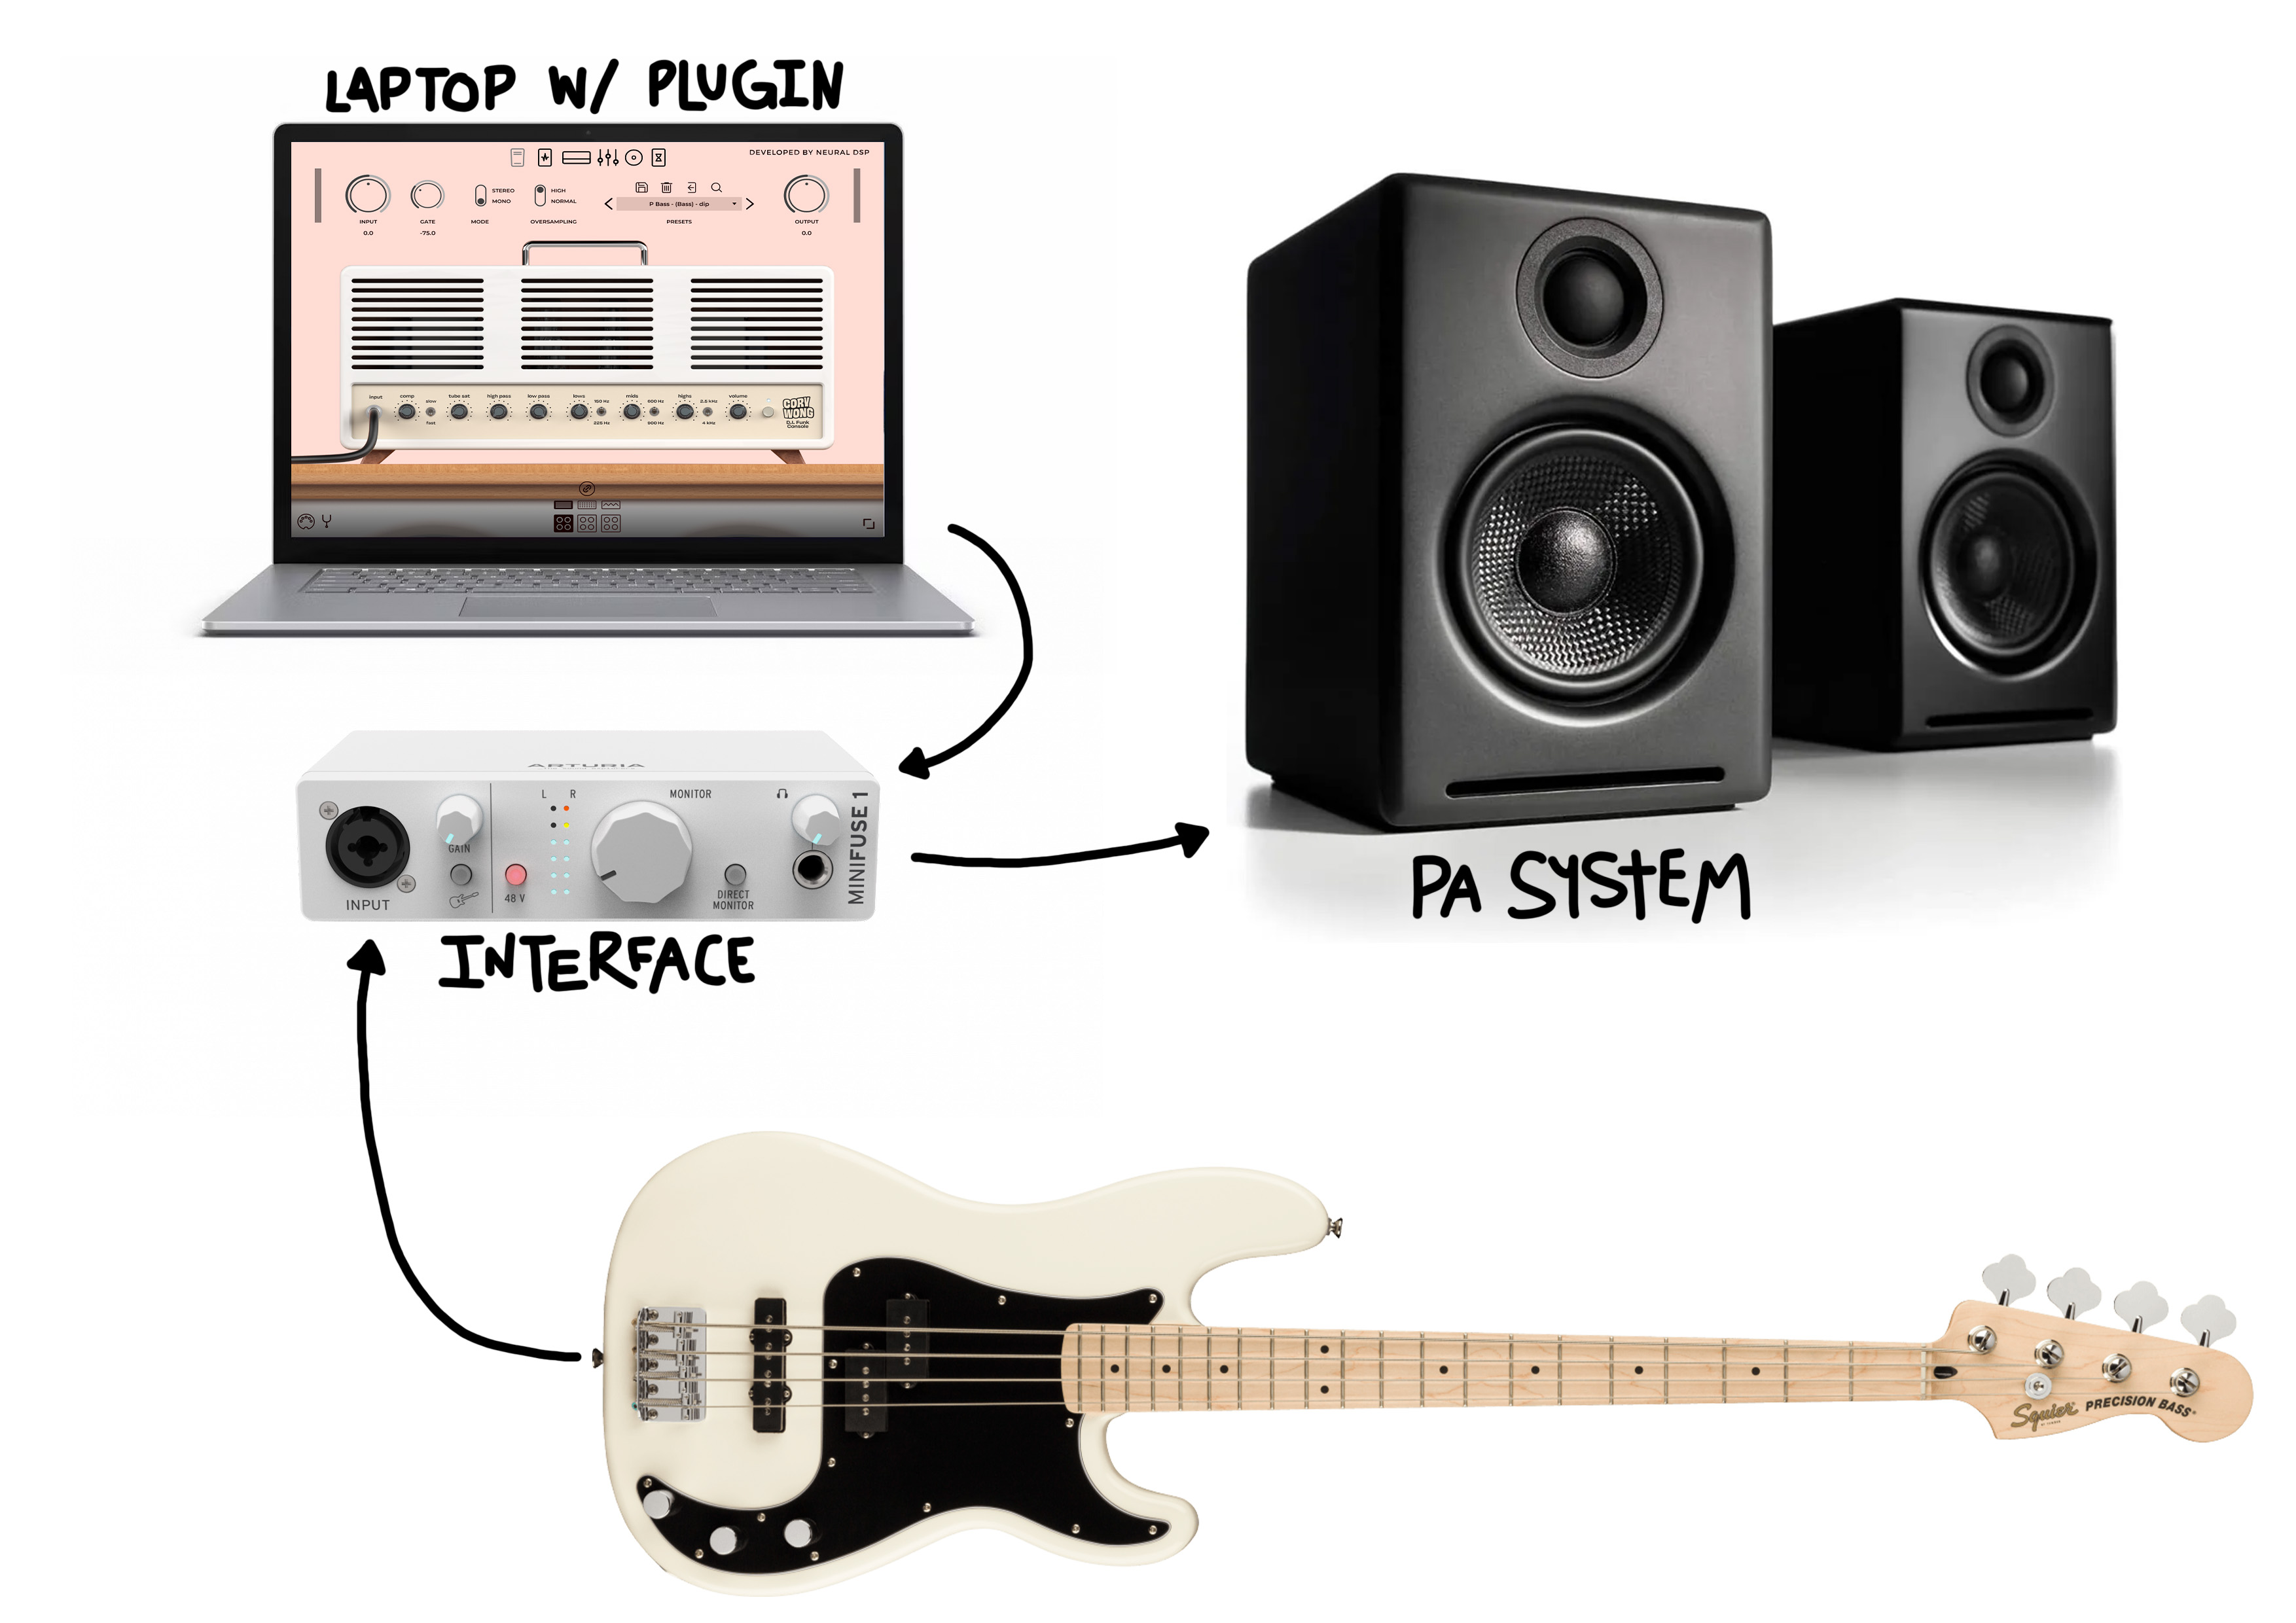 LAPTOP W/ PLUGIN
DEVELOPED BY NEURAL DSP
STEREO
MONO
HIGH
NORMAL
P Bass - (Bass) - dip
INPUT
GATE
MODE
OVERSAMPLING
PRESETS
OUTPUT
0.0
-75.0
0.0
input
comp
slow
fast
tube sat
high pass
low pass
lows
150 Hz
225 Hz
mids
600 Hz
900 Hz
highs
2.5 kHz
4 kHz
volume
CORY
WONG
D.I. Funk
Console
ARTURIA
L R
MONITOR
GAIN
INPUT
48 V
DIRECT
MONITOR
MINIFUSE 1
INTERFACE
PA SYSTEM
Squier
PRECISION BASS